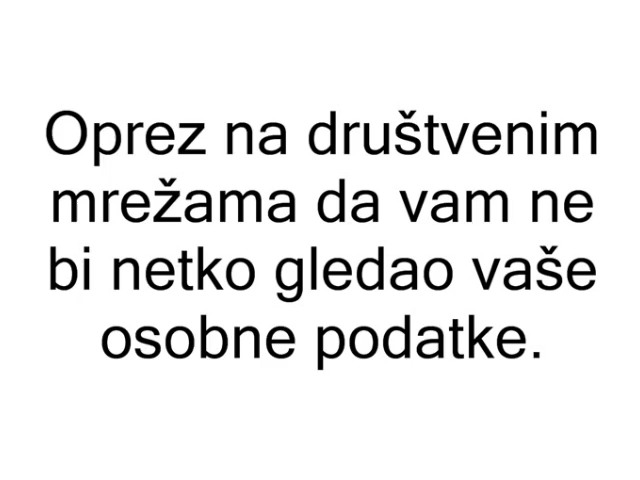 Oprez na društvenim
mrežama da vam ne
bi netko gledao vaše
osobne podatke.